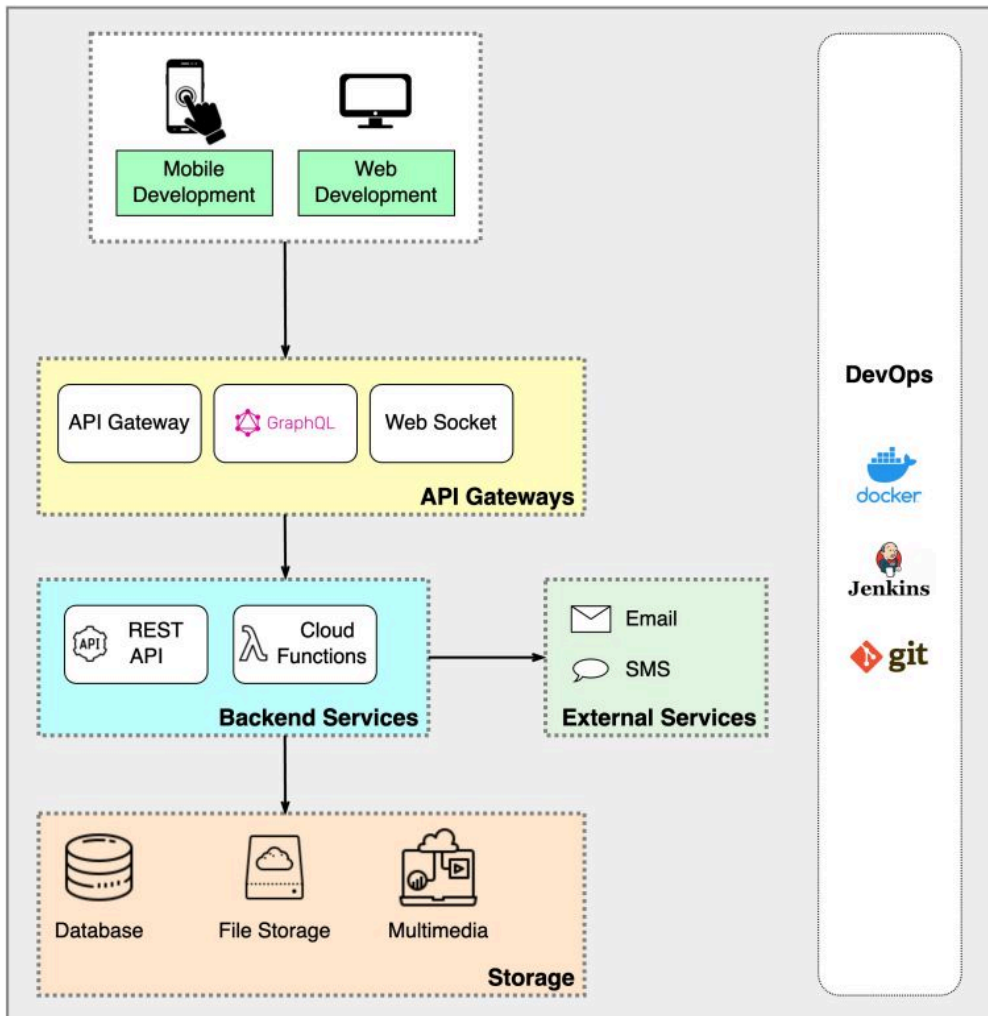 Mobile
Development
Web
Development
API Gateway
GraphQL
Web Socket
API Gateways
API
REST
API
λ
Cloud
Functions
Backend Services
Email
SMS
External Services
Database
File Storage
Multimedia
Storage
DevOps
docker
Jenkins
git